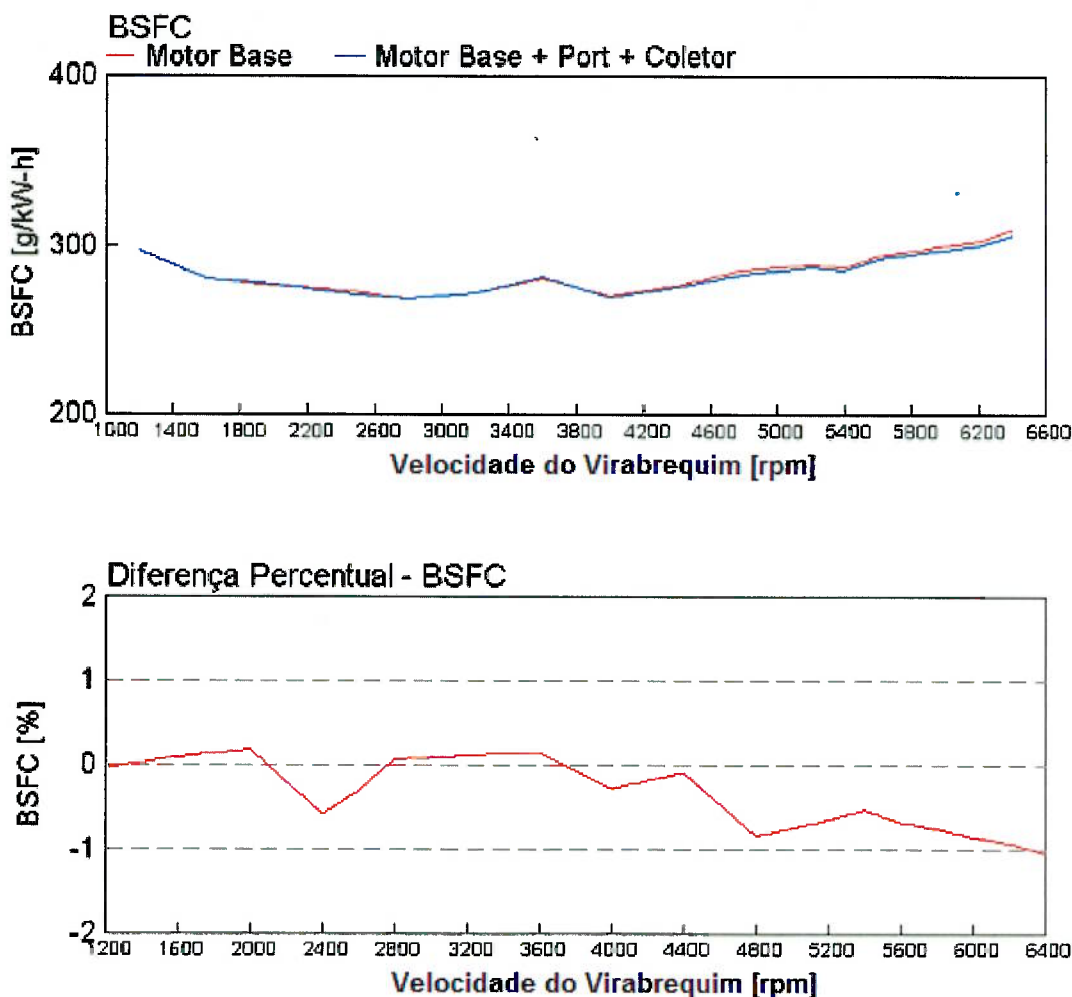 BSFC
Motor Base Motor Base + Port + Coletor
400
300
200
BSFC [g/kW-h]
1000 1400 1800 2200 2600 3000 3400 3800 4200 4600 5000 5400 5800 6200 6600
Velocidade do Virabrequim [rpm]
Diferença Percentual - BSFC
2
1
0
-1
-2
BSFC [%]
1200 1600 2000 2400 2800 3200 3600 4000 4400 4800 5200 5600 6000 6400
Velocidade do Virabrequim [rpm]